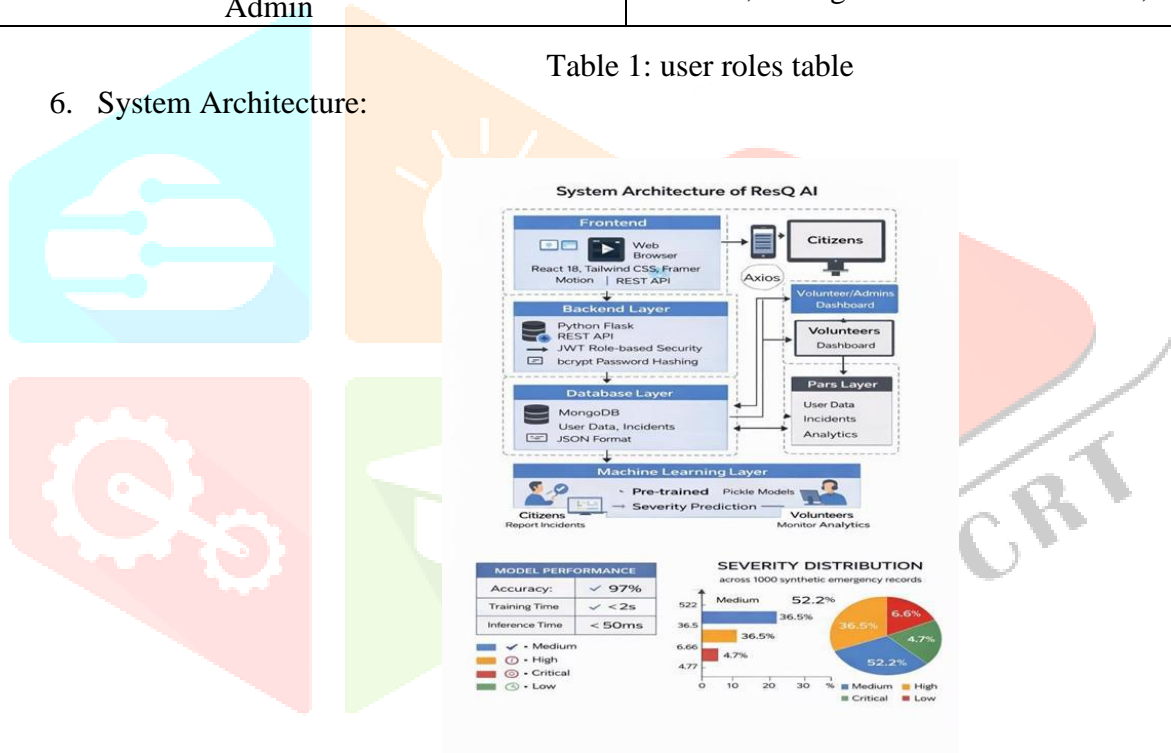 Admin
Table 1: user roles table
6. System Architecture:
System Architecture of ResQ AI
Frontend
Web
Browser
React 18, Tailwind CSS, Framer
Motion | REST API
Citizens
Axios
Volunteer/Admins
Dashboard
Volunteers
Dashboard
Backend Layer
Python Flask
REST API
JWT Role-based Security
bcrypt Password Hashing
Database Layer
MongoDB
User Data, Incidents
JSON Format
Pars Layer
User Data
Incidents
Analytics
Machine Learning Layer
- Pre-trained Pickle Models
→ Severity Prediction
Citizens
Report Incidents
Volunteers
Monitor Analytics
MODEL PERFORMANCE
Accuracy: ✓ 97%
Training Time ✓ <2s
Inference Time < 50ms
✓ - Medium
- High
- Critical
- Low
SEVERITY DISTRIBUTION
across 1000 synthetic emergency records
Medium 52.2%
522
36.5%
36.5
36.5%
6.66
4.7%
4.77
0 10 20 30 %
6.6%
36.5%
4.7%
52.2%
Medium High
Critical Low
CRT